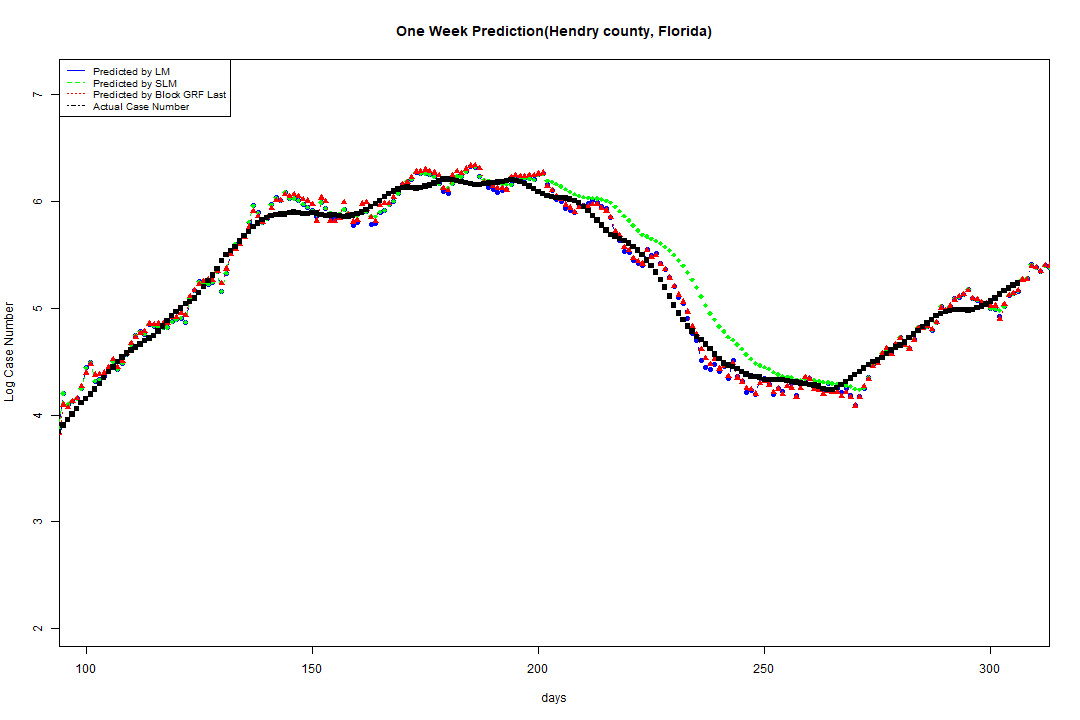 One Week Prediction(Hendry county, Florida)
Predicted by LM
Predicted by SLM
Predicted by Block GRF Last
Actual Case Number
7
6
5
4
3
2
Log Case Number
100 150 200 250 300
days